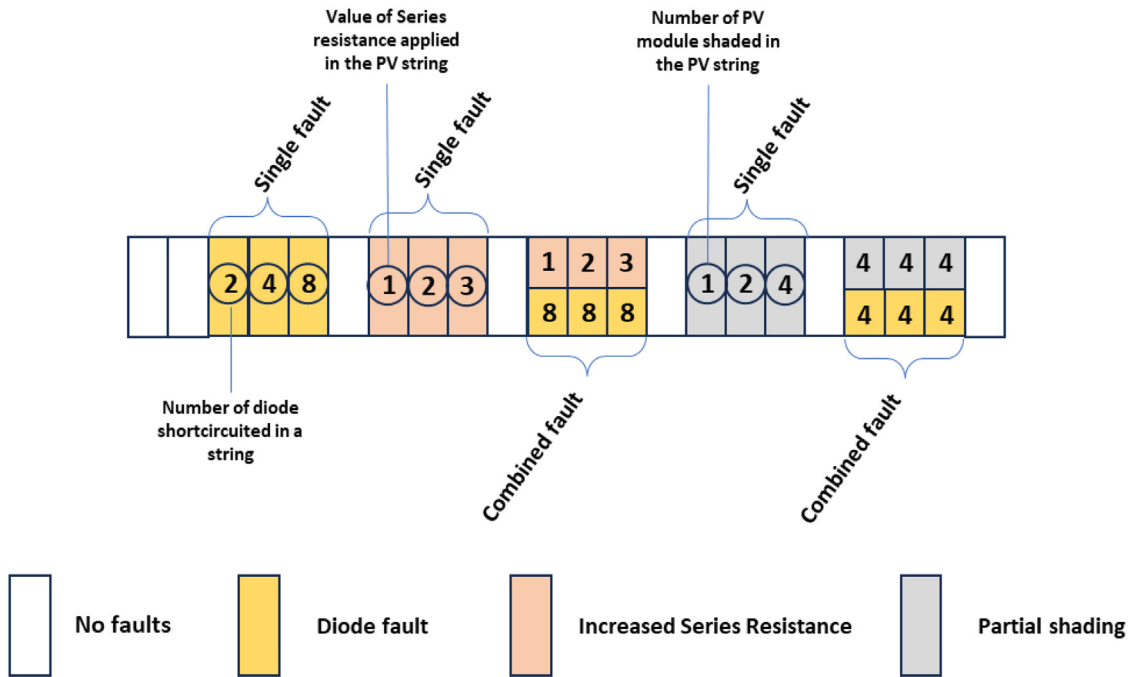 Value of Series
resistance applied
in the PV string
Number of PV
module shaded in
the PV string
Single fault
Single fault
Single fault
2 4 8
1 2 3
1 2 3
8 8 8
1 2 4
4 4 4
4 4 4
Number of diode
shortcircuited in a
string
Combined fault
Combined fault
No faults
Diode fault
Increased Series Resistance
Partial shading